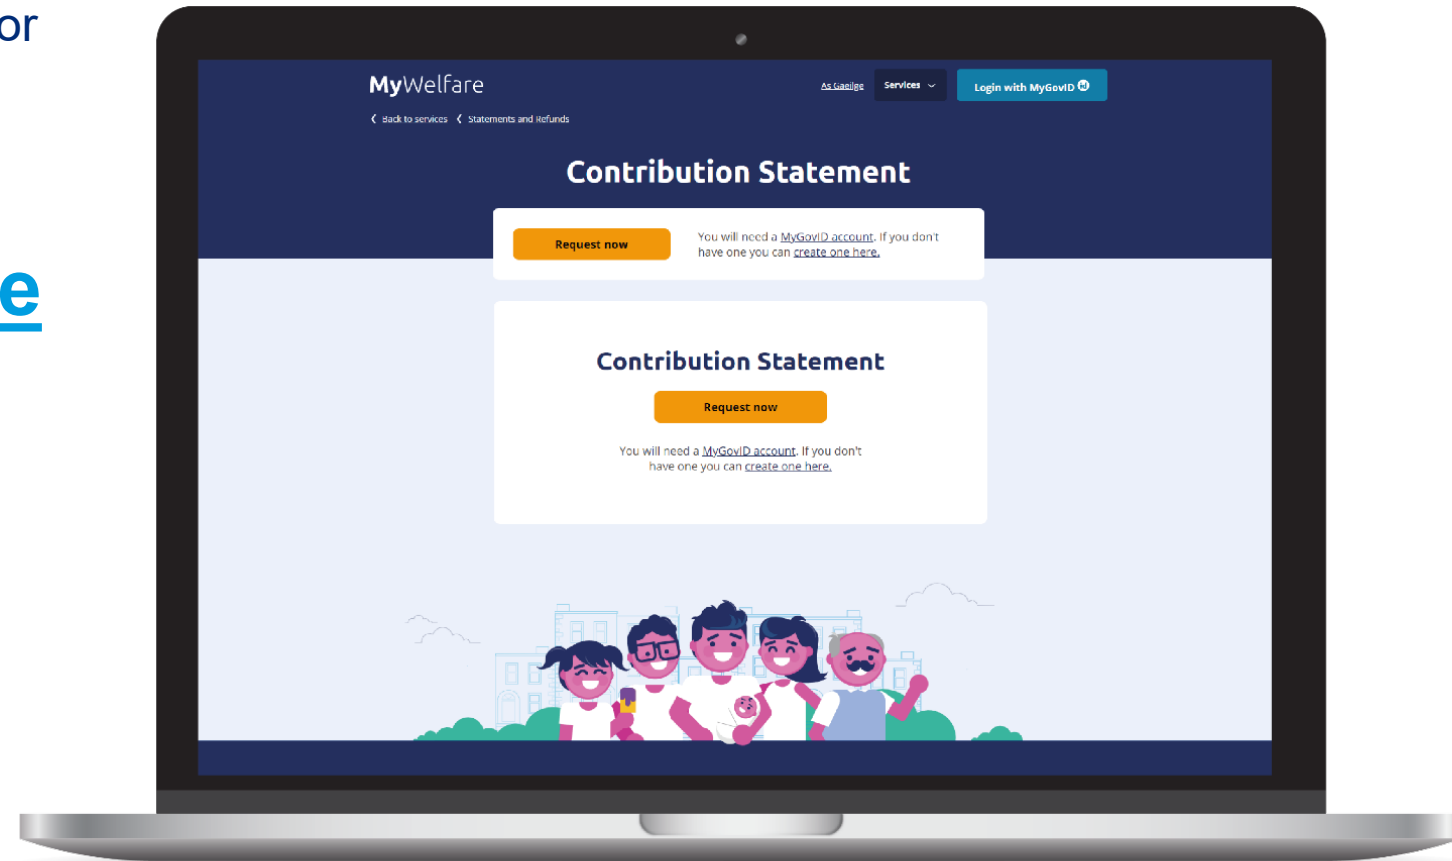 or
e
MyWelfare
As Gaeilge
Services
Login with MyGovID
Back to services
Statements and Refunds
Contribution Statement
Request now
You will need a MyGovID account. If you don't
have one you can create one here.
Contribution Statement
Request now
You will need a MyGovID account. If you don't
have one you can create one here.